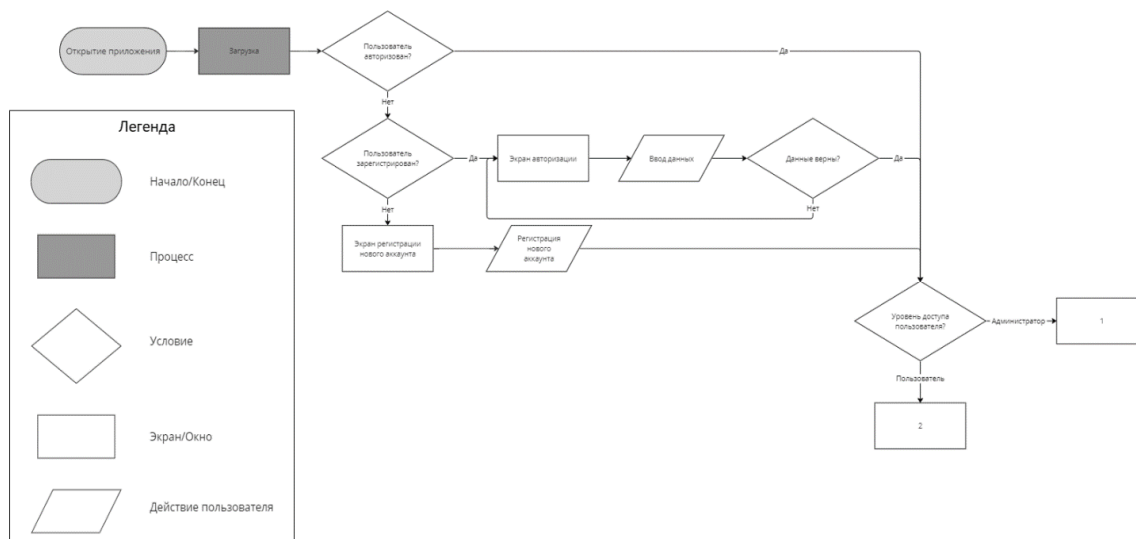 Открытие приложения
Загрузка
Пользователь
авторизован?
Да
Нет
Легенда
Начало/Конец
Процесс
Условие
Экран/Окно
Действие пользователя
Пользователь
зарегистрирован?
Да
Экран авторизации
Ввод данных
Данные верны?
Да
Нет
Нет
Экран регистрации
нового аккаунта
Регистрация
нового
аккаунта
Уровень доступа
пользователя?
Администратор
1
Пользователь
2